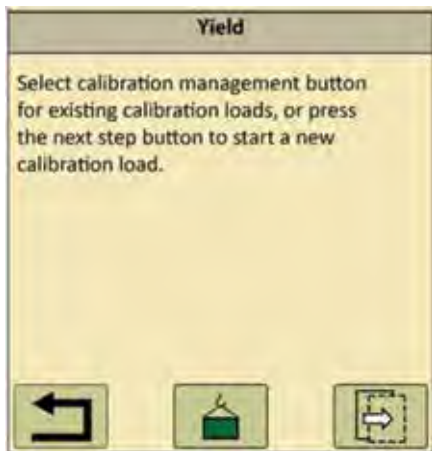 Yield
Select calibration management button
for existing calibration loads, or press
the next step button to start a new
calibration load.